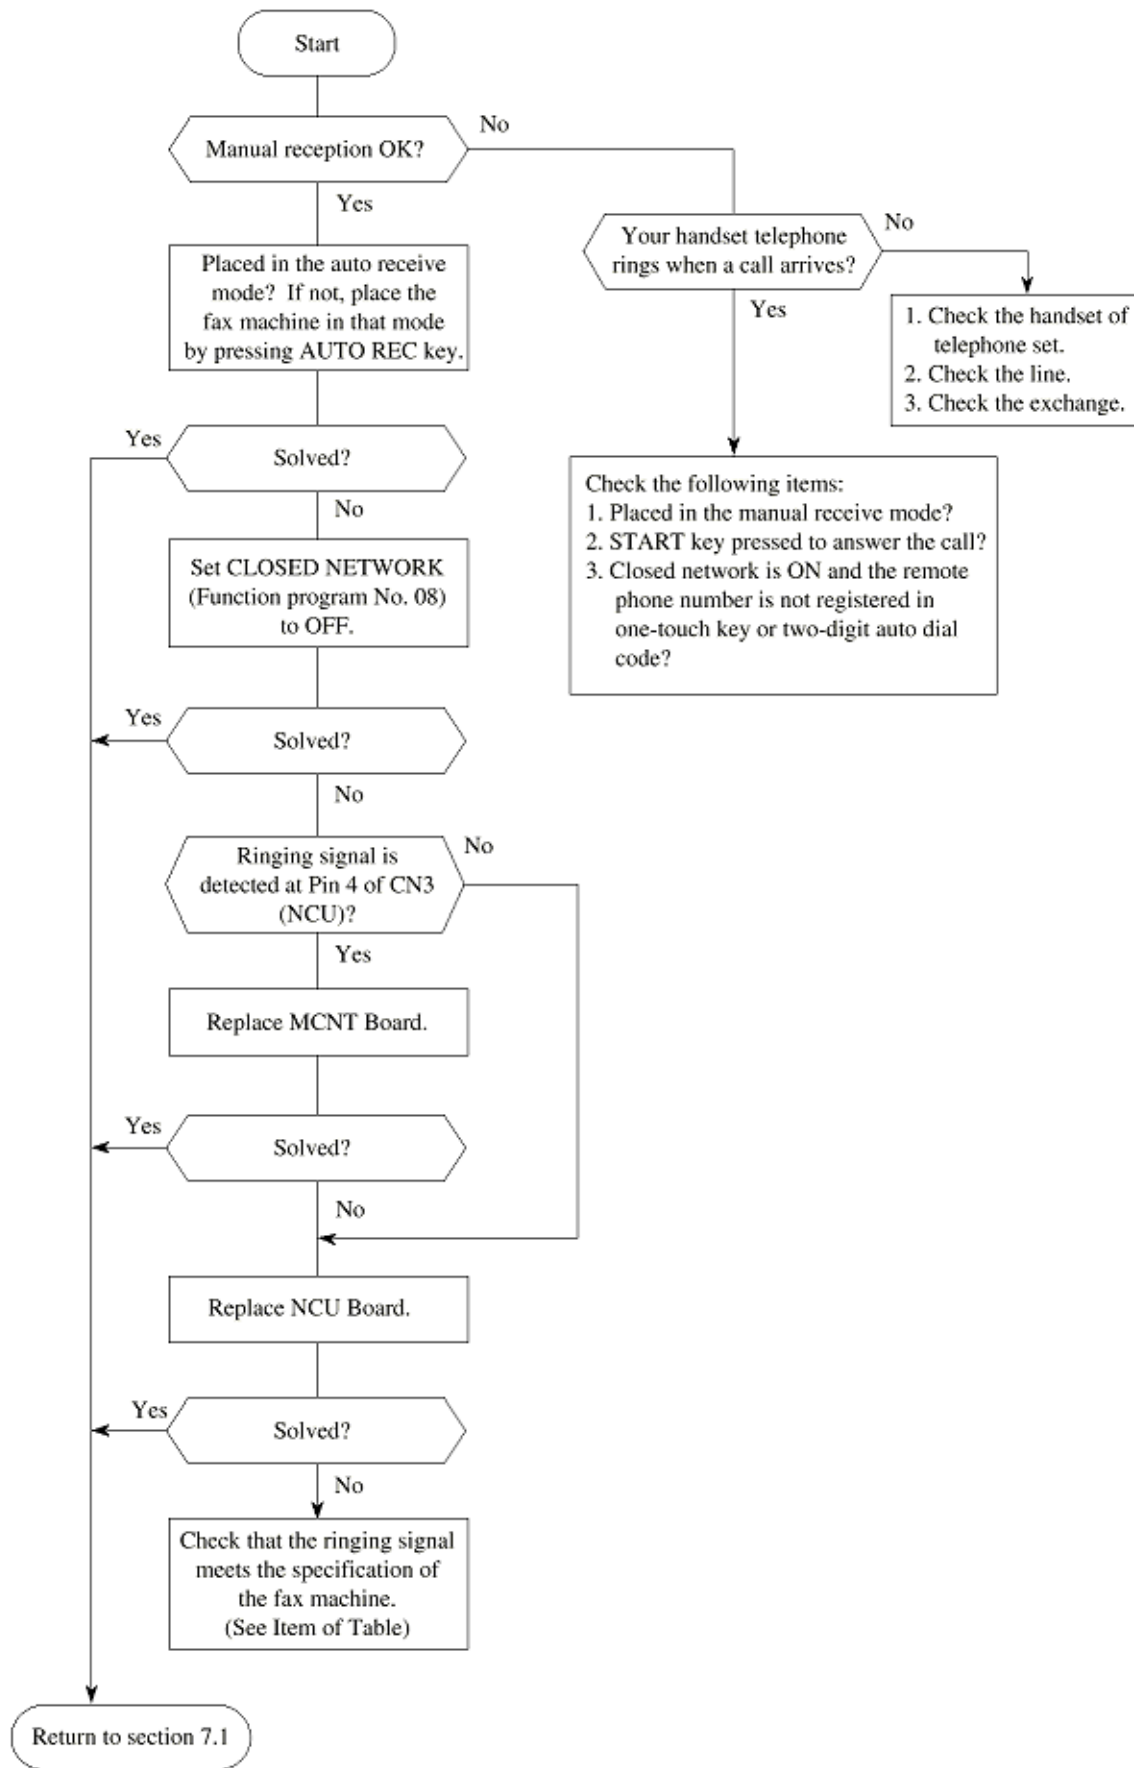 Start
Manual reception OK?
No
Yes
Your handset telephone
rings when a call arrives?
No
Yes
Placed in the auto receive
mode? If not, place the
fax machine in that mode
by pressing AUTO REC key.
1. Check the handset of
telephone set.
2. Check the line.
3. Check the exchange.
Yes
Solved?
No
Check the following items:
1. Placed in the manual receive mode?
2. START key pressed to answer the call?
3. Closed network is ON and the remote
phone number is not registered in
one-touch key or two-digit auto dial
code?
Set CLOSED NETWORK
(Function program No. 08)
to OFF.
Yes
Solved?
No
Ringing signal is
detected at Pin 4 of CN3
(NCU)?
No
Yes
Replace MCNT Board.
Yes
Solved?
No
Replace NCU Board.
Yes
Solved?
No
Check that the ringing signal
meets the specification of
the fax machine.
(See Item of Table)
Return to section 7.1